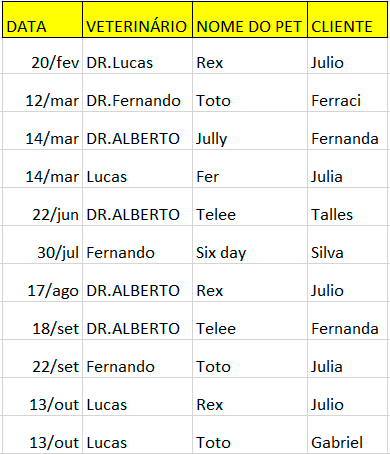 DATA VETERINÁRIO NOME DO PET CLIENTE
20/fev DR.Lucas Rex Julio
12/mar DR.Fernando Toto Ferraci
14/mar DR.ALBERTO Jully Fernanda
14/mar Lucas Fer Julia
22/jun DR.ALBERTO Telee Talles
30/jul Fernando Six day Silva
17/ago DR.ALBERTO Rex Julio
18/set DR.ALBERTO Telee Fernanda
22/set Fernando Toto Julia
13/out Lucas Rex Julio
13/out Lucas Toto Gabriel